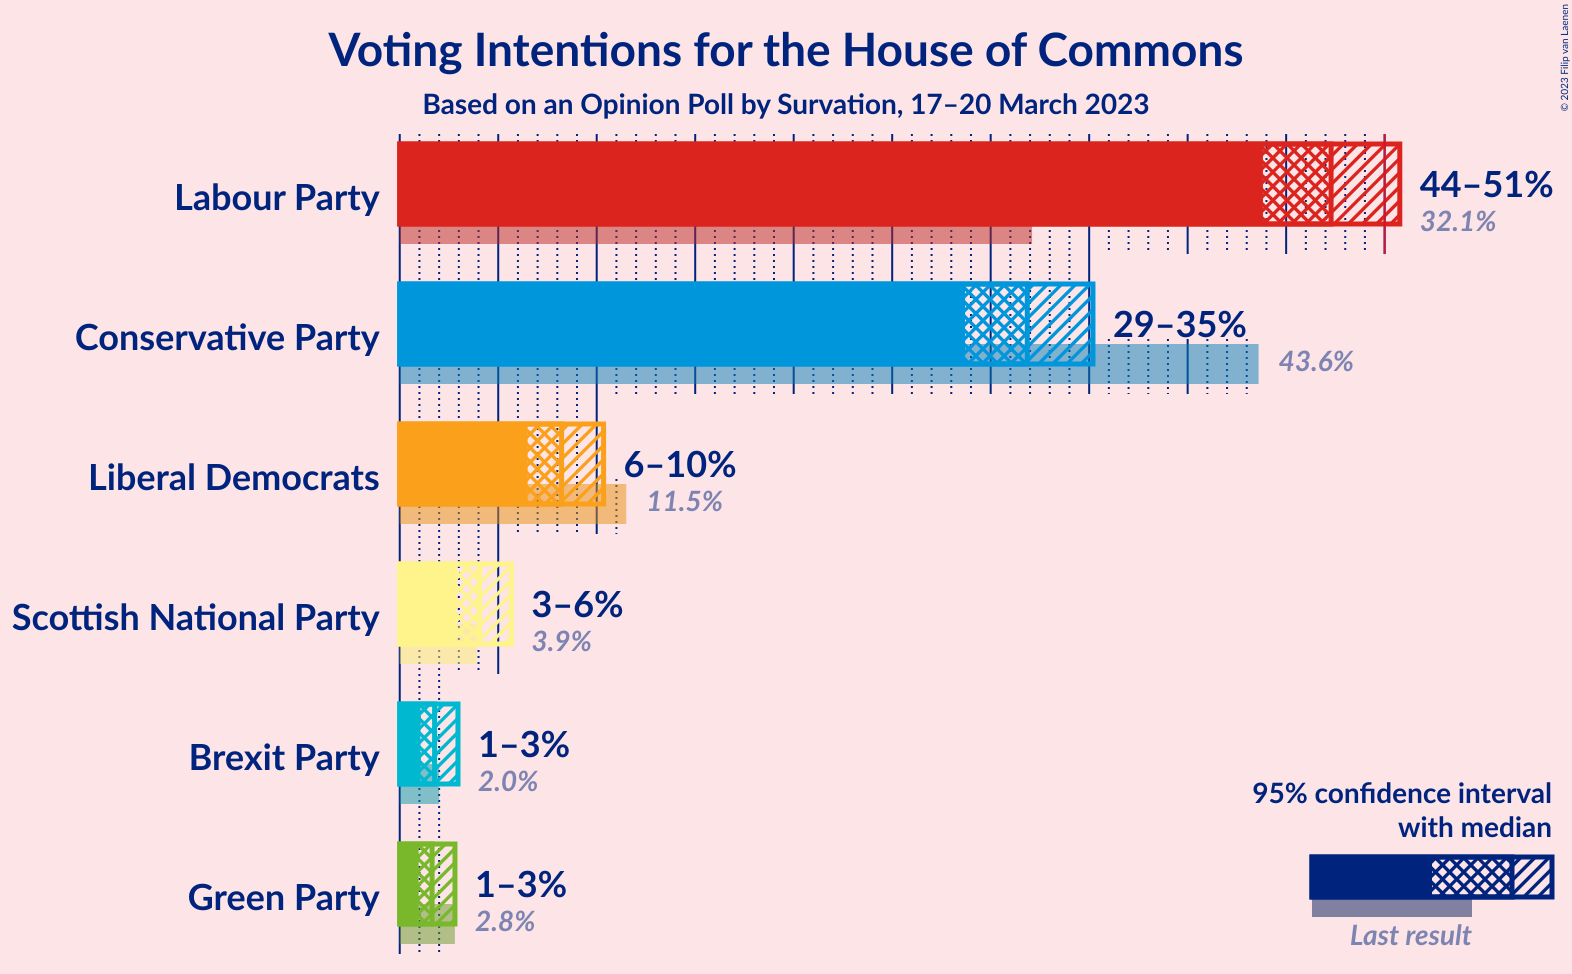 Voting Intentions for the House of Commons
Based on an Opinion Poll by Survation, 17–20 March 2023
© 2023 Filip van Laenen
Labour Party
44–51%
32.1%
Conservative Party
29–35%
43.6%
Liberal Democrats
6–10%
11.5%
Scottish National Party
3–6%
3.9%
Brexit Party
1–3%
2.0%
Green Party
1–3%
2.8%
95% confidence interval
with median
Last result